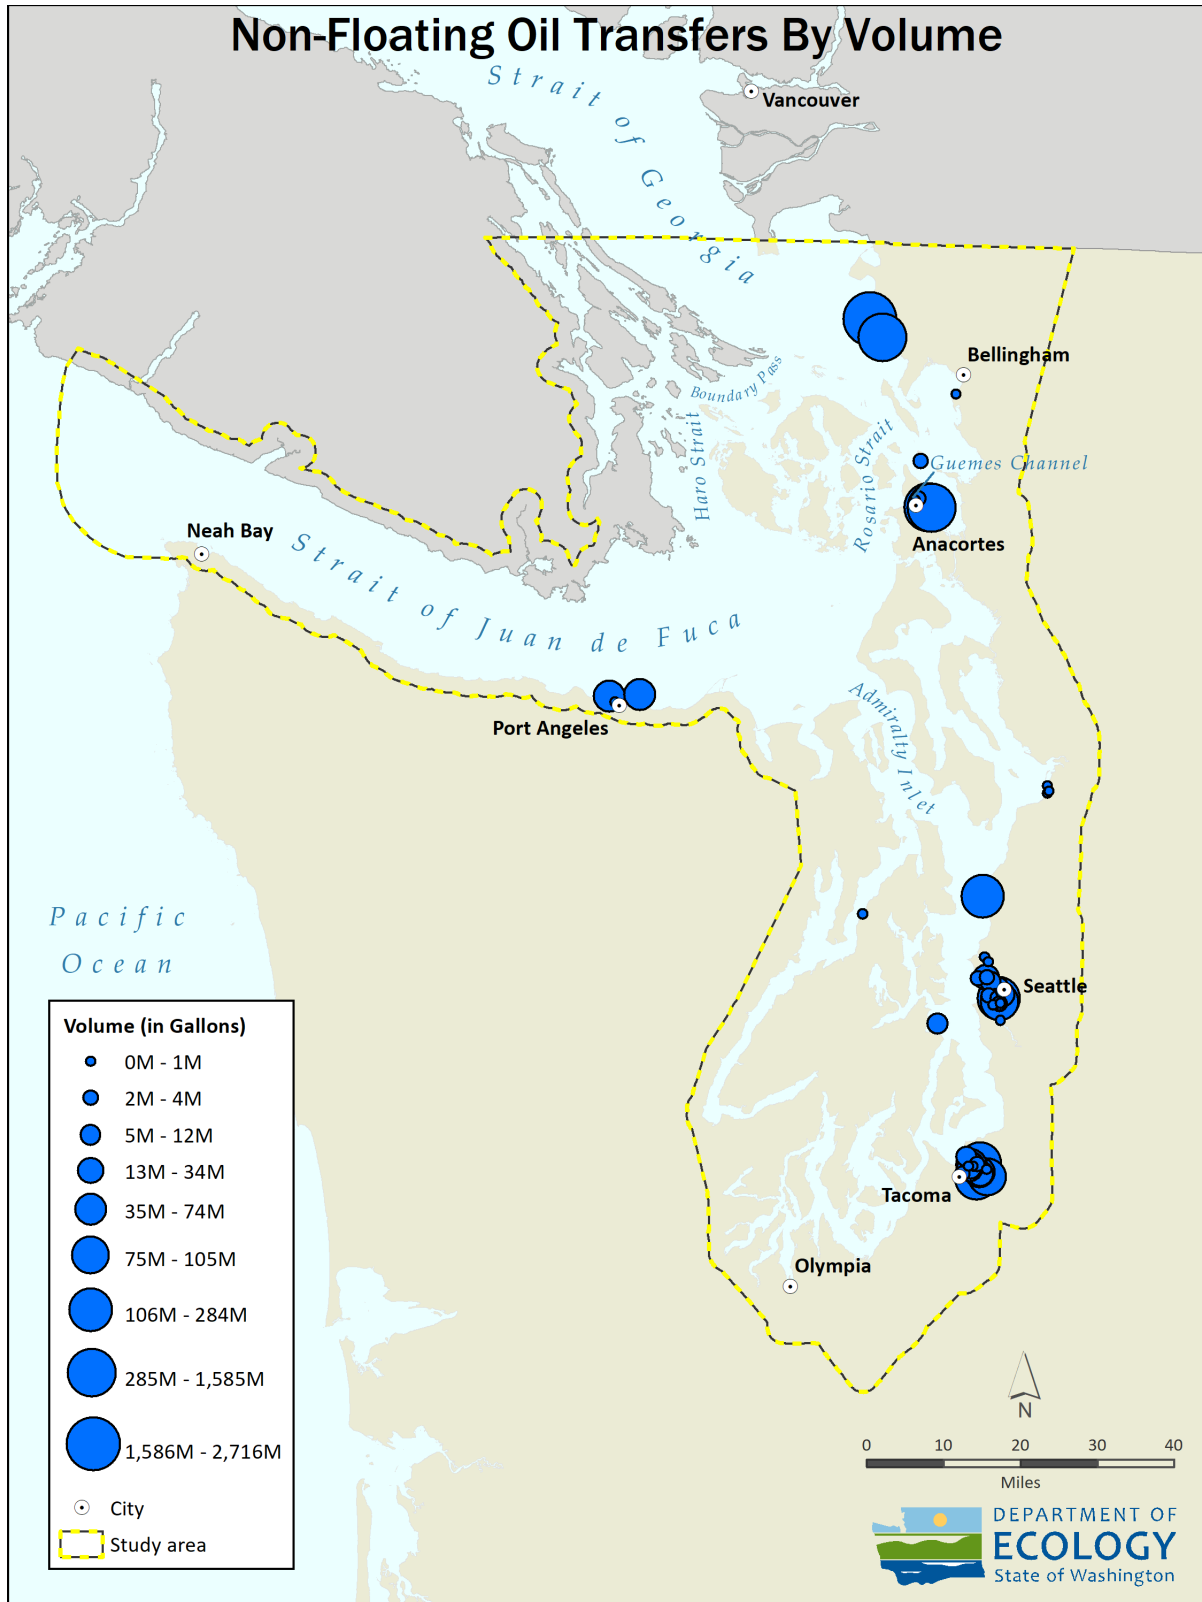 Non-Floating Oil Transfers By Volume
Strait of Georgia
Vancouver
Bellingham
Boundary Pass
Haro Strait
Rosario Strait
Guemes Channel
Anacortes
Neah Bay
Strait of Juan de Fuca
Port Angeles
Admiralty Inlet
Pacific
Ocean
Seattle
Tacoma
Olympia
Volume (in Gallons)
0M - 1M
2M - 4M
5M - 12M
13M - 34M
35M - 74M
75M - 105M
106M - 284M
285M - 1,585M
1,586M - 2,716M
City
Study area
N
0 10 20 30 40
Miles
DEPARTMENT OF
ECOLOGY
State of Washington